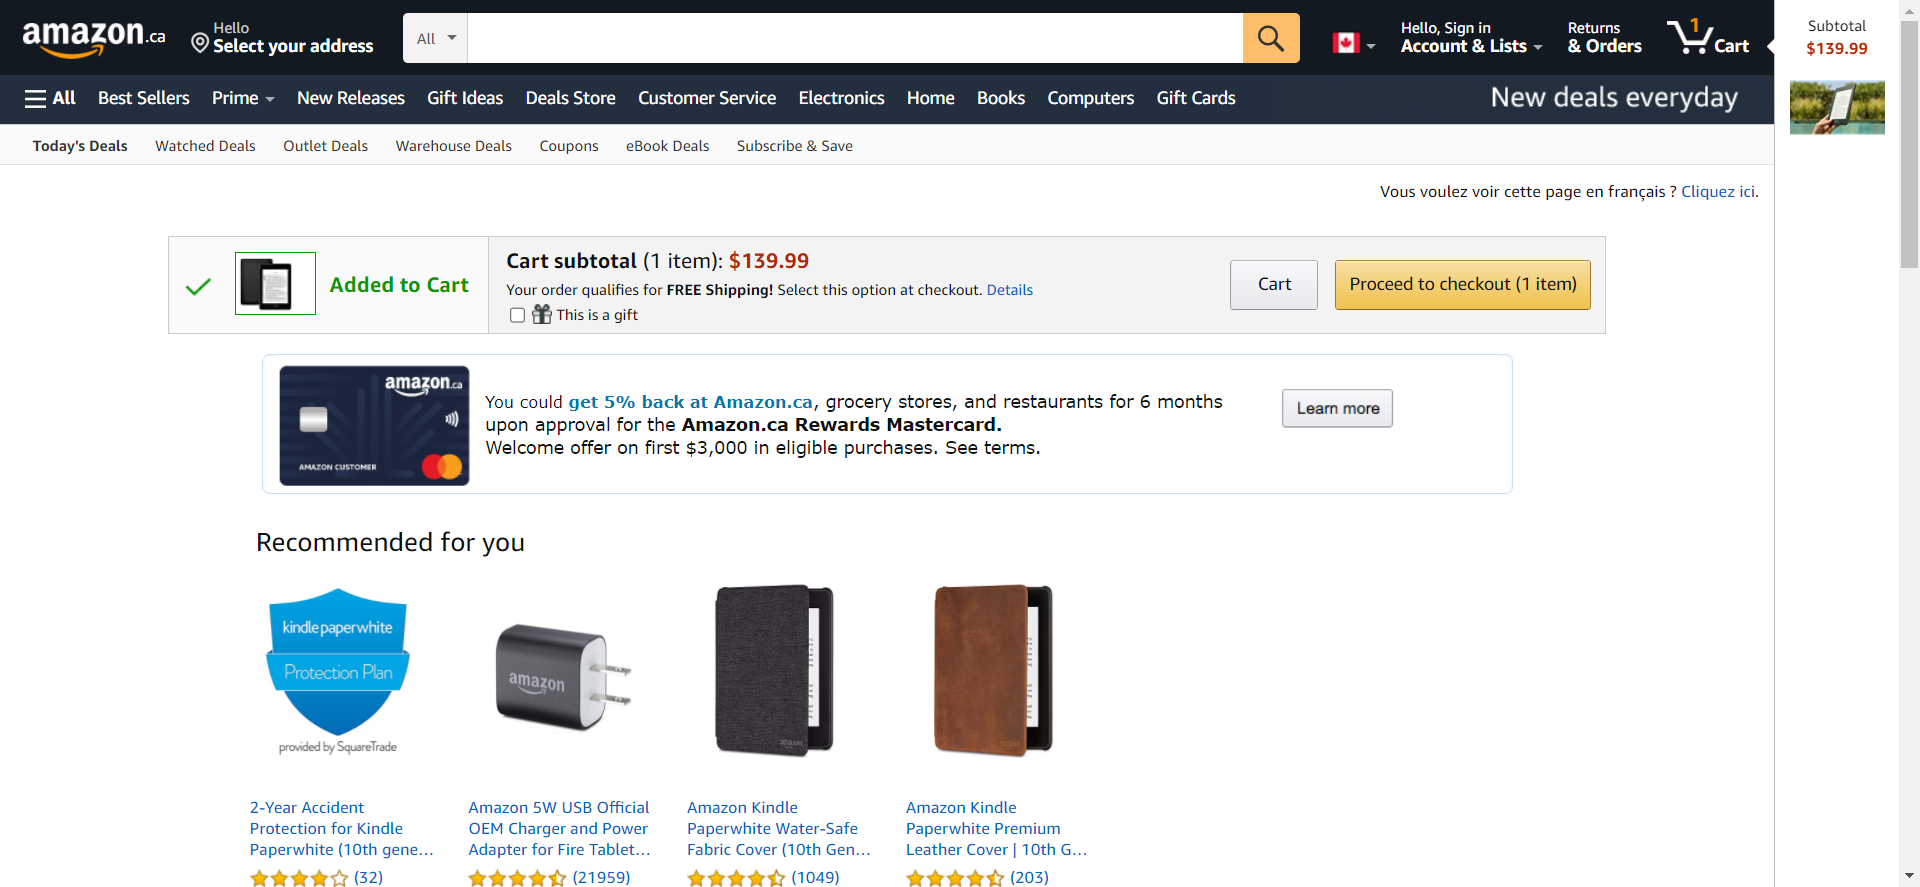 amazon.ca
Hello
Select your address
All
Hello, Sign in
Account & Lists
Returns
& Orders
1
Cart
Subtotal
$139.99
All
Best Sellers
Prime
New Releases
Gift Ideas
Deals Store
Customer Service
Electronics
Home
Books
Computers
Gift Cards
New deals everyday
Today's Deals
Watched Deals
Outlet Deals
Warehouse Deals
Coupons
eBook Deals
Subscribe & Save
Vous voulez voir cette page en français ? Cliquez ici.
Added to Cart
Cart subtotal (1 item): $139.99
Your order qualifies for FREE Shipping! Select this option at checkout. Details
This is a gift
Cart
Proceed to checkout (1 item)
amazon.ca
AMAZON CUSTOMER
You could get 5% back at Amazon.ca, grocery stores, and restaurants for 6 months
upon approval for the Amazon.ca Rewards Mastercard.
Welcome offer on first $3,000 in eligible purchases. See terms.
Learn more
Recommended for you
kindle paperwhite
Protection Plan
provided by SquareTrade
amazon
amazon
2-Year Accident
Protection for Kindle
Paperwhite (10th gene...
(32)
Amazon 5W USB Official
OEM Charger and Power
Adapter for Fire Tablet...
(21959)
Amazon Kindle
Paperwhite Water-Safe
Fabric Cover (10th Gen...
(1049)
Amazon Kindle
Paperwhite Premium
Leather Cover | 10th G...
(203)